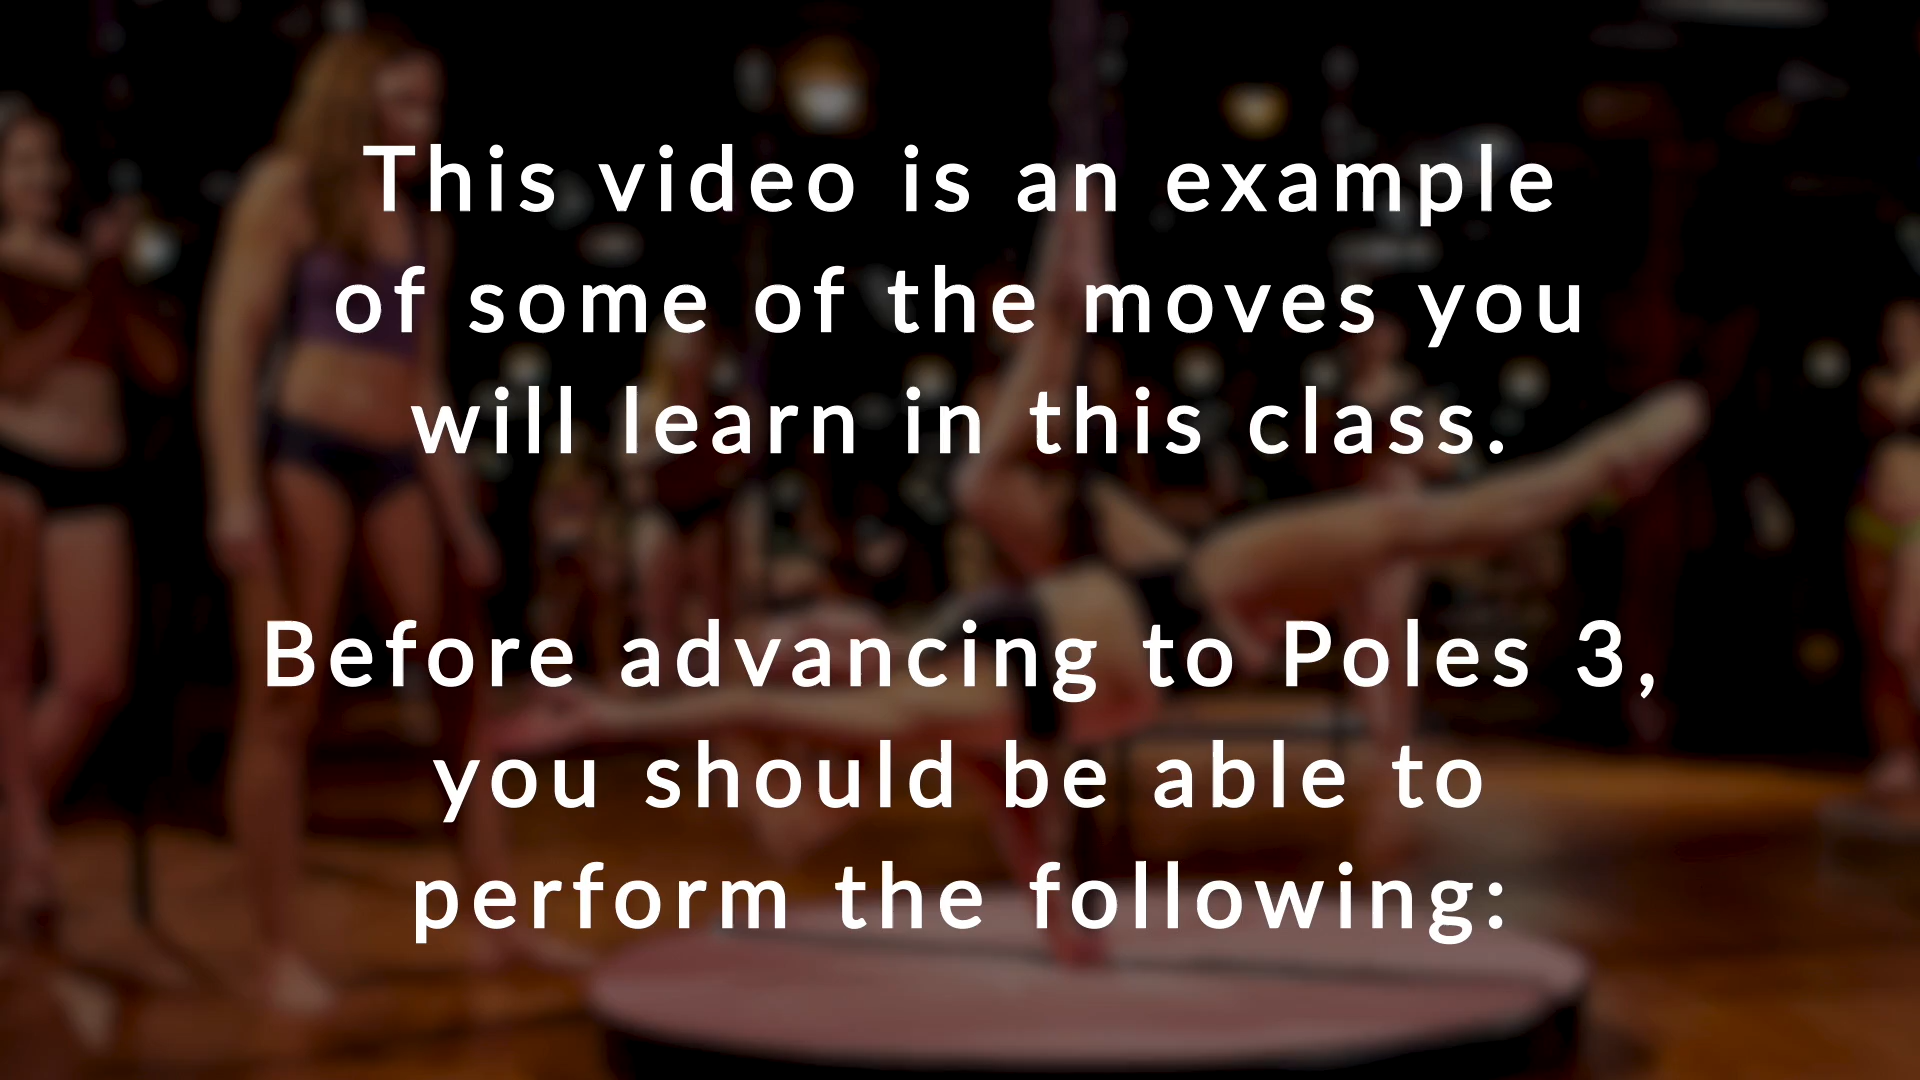 This video is an example
of some of the moves you
will learn in this class.
Before advancing to Poles 3,
you should be able to
perform the following: